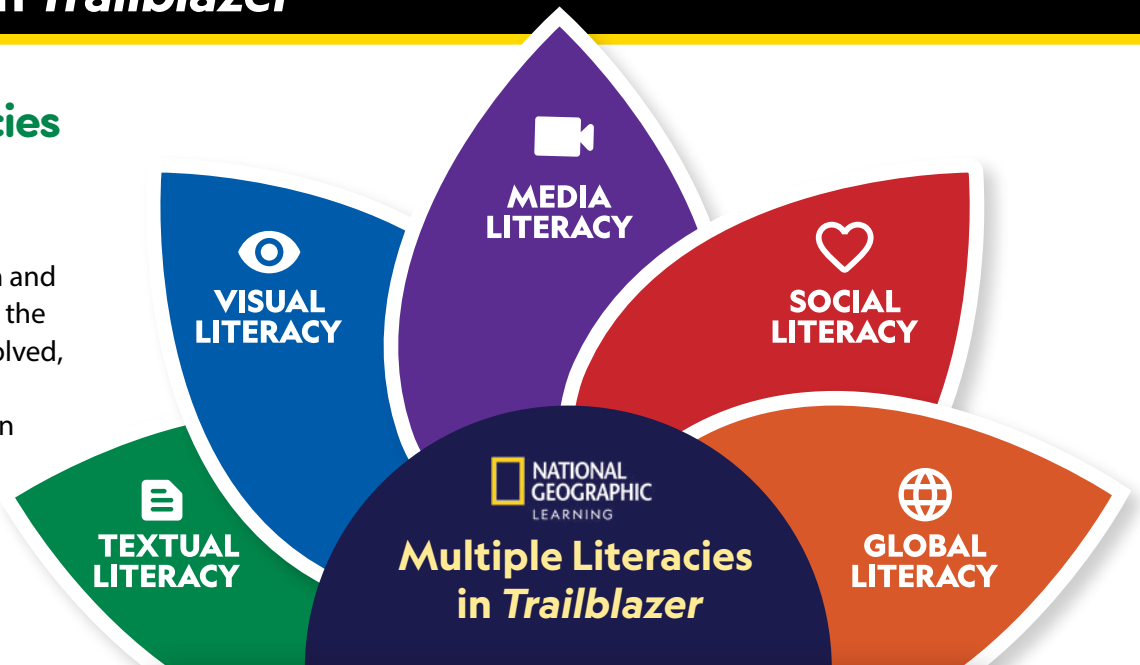 in Trailblazer
cies
n and
the
olved,
n
MEDIA
LITERACY
VISUAL
LITERACY
SOCIAL
LITERACY
TEXTUAL
LITERACY
GLOBAL
LITERACY
NATIONAL
GEOGRAPHIC
LEARNING
Multiple Literacies
in Trailblazer